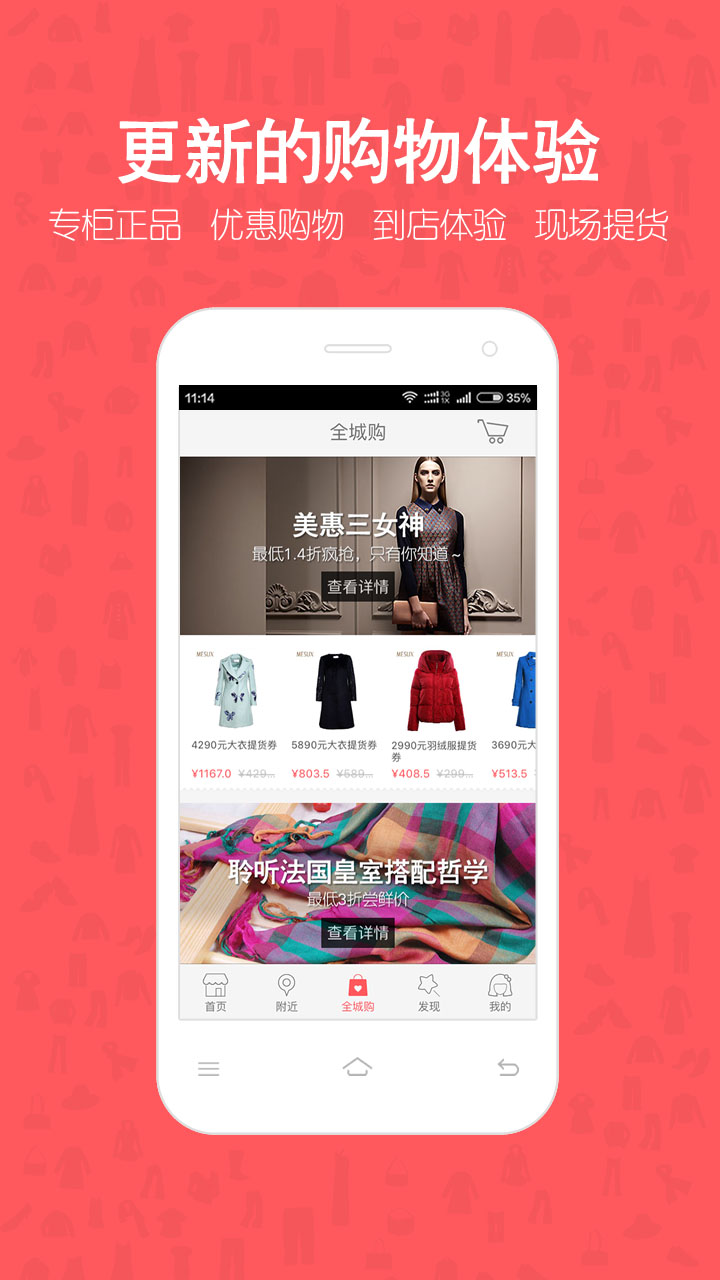 更新的购物体验
专柜正品 优惠购物 到店体验 现场提货
11:14 3G 1X 35%
全城购
美惠三女神
最低1.4折疯抢，只有你知道~
查看详情
MESUX MESUX MESUX MESUX
4290元大衣提货券 5890元大衣提货券 2990元羽绒服提货券 3690元大
¥1167.0 ¥429... ¥803.5 ¥589... ¥408.5 ¥299... ¥513.5
聆听法国皇室搭配哲学
最低3折尝鲜价
查看详情
首页 附近 全城购 发现 我的